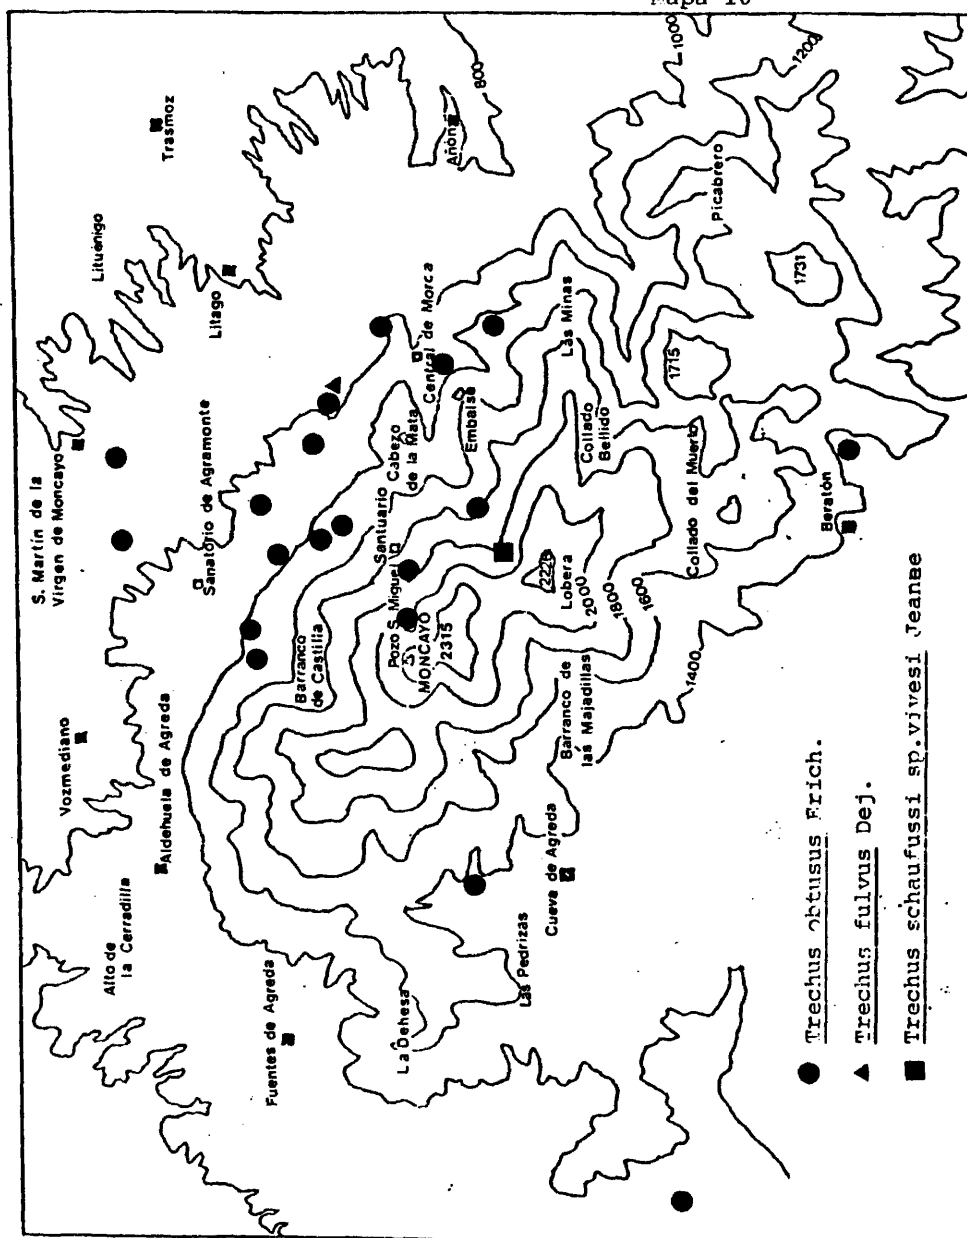 S. Martín de la
Virgen de Moncayo
Lituénigo
Trasmoz
Litago
Vozmediano
Alto de
la Cerradilla
Aldehuela de Agreda
Sanatorio de Agramonte
Fuentes de Agreda
Barranco
de Castilla
Santuario
Cabezo
de la Mata
Central de Morca
Añón
800
1000
1200
Pozo S. Miguel
MONCAYO
2315
Embalse
La Dehesa
Las Pedrizas
Cueva de Agreda
Barranco de
las Majadillas
Lobera
2000
1800
1600
1400
Collado
Bellido
Las Minas
Picabrero
1715
1731
Collado del Muerto
Beratón
Trechus obtusus Erich.
Trechus fulvus Dej.
Trechus schaufussi sp.vivesi Jeanne